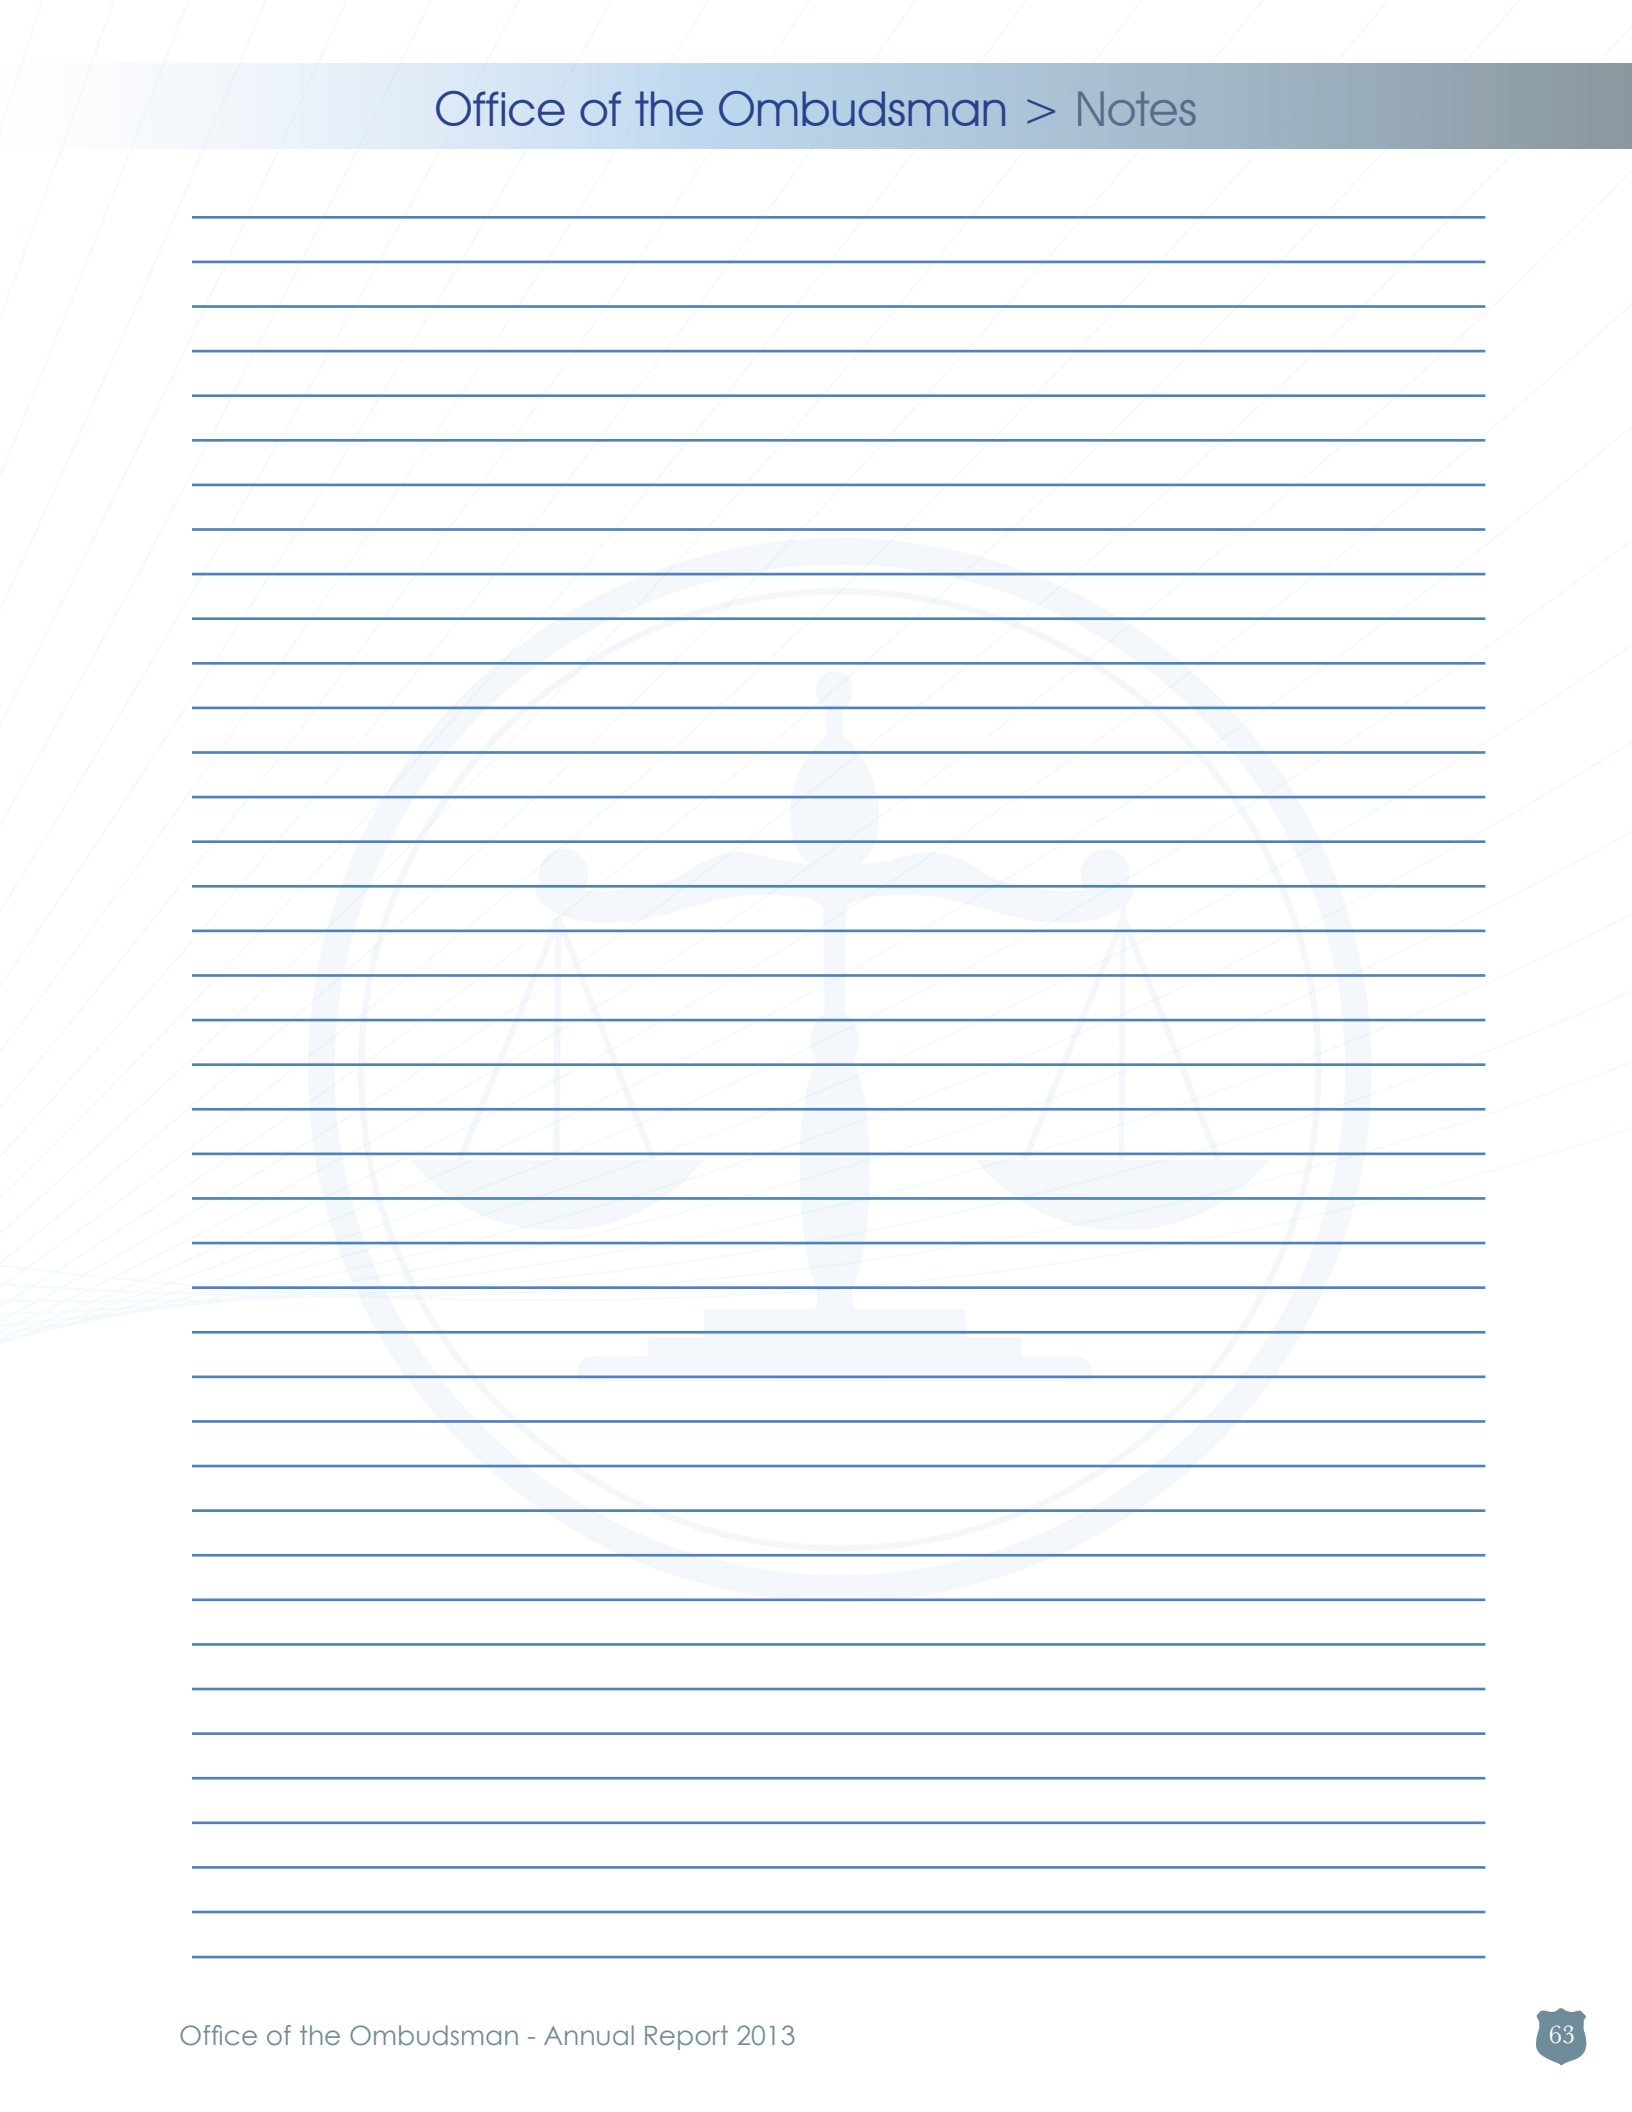 Office of the Ombudsman > Notes
Office of the Ombudsman - Annual Report 2013
63